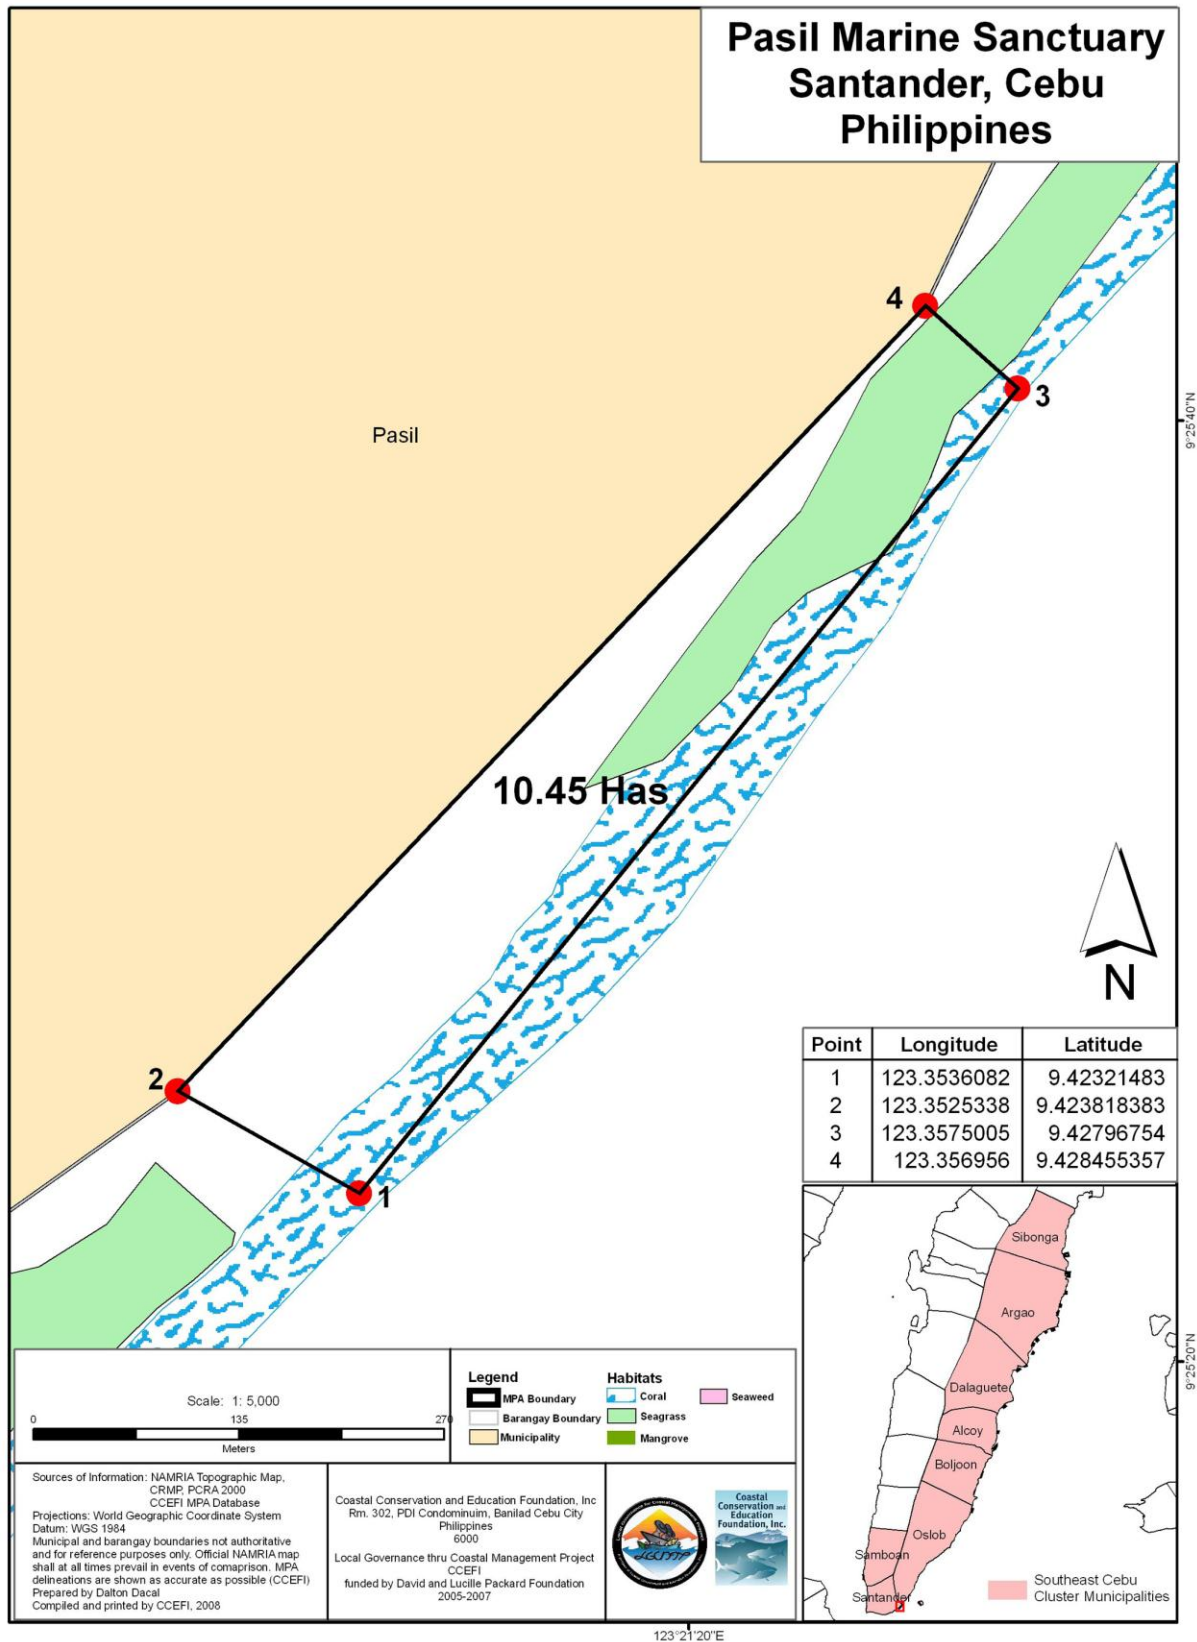 Pasil Marine Sanctuary
Santander, Cebu
Philippines
4
3
9°25'40"N
Pasil
10.45 Has
N
2
1
Point Longitude Latitude
1 123.3536082 9.42321483
2 123.3525338 9.423818383
3 123.3575005 9.42796754
4 123.356956 9.428455357
Sibonga
Argao
Dalaguete
Alcoy
Boljoon
Oslob
Samboan
Santander
Southeast Cebu
Cluster Municipalities
9°25'20"N
Scale: 1: 5,000
0 135 270
Meters
Legend
MPA Boundary
Barangay Boundary
Municipality
Habitats
Coral
Seagrass
Mangrove
Seaweed
Sources of Information: NAMRIA Topographic Map,
CRMP, PCRA 2000
CCEFI MPA Database
Projections: World Geographic Coordinate System
Datum: WGS 1984
Municipal and barangay boundaries not authoritative
and for reference purposes only. Official NAMRIA map
shall at all times prevail in events of comaprison. MPA
delineations are shown as accurate as possible (CCEFI)
Prepared by Dalton Dacal
Compiled and printed by CCEFI, 2008
Coastal Conservation and Education Foundation, Inc
Rm. 302, PDI Condominuim, Banilad Cebu City
Philippines
6000
Local Governance thru Coastal Management Project
CCEFI
funded by David and Lucille Packard Foundation
2005-2007
LGCMP
Coastal
Conservation and
Education
Foundation, Inc.
123°21'20"E